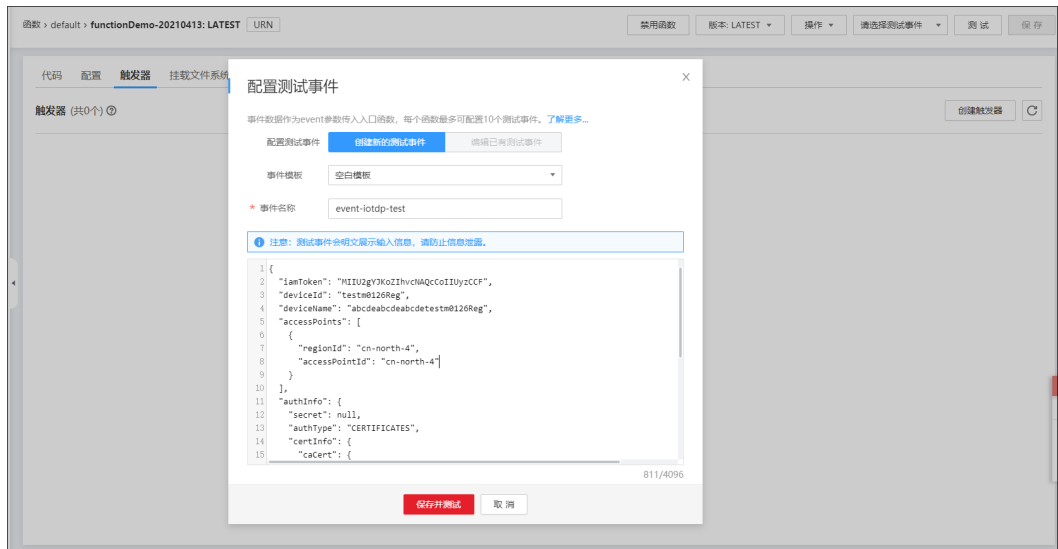 函数 › default › functionDemo-20210413: LATEST URN 禁用函数 版本: LATEST 操作 请选择测试事件 测试 保存
代码 配置 触发器 挂载文件系统
触发器 (共0个) 创建触发器
配置测试事件
事件数据作为event参数传入入口函数，每个函数最多可配置10个测试事件。了解更多...
配置测试事件 创建新的测试事件 编辑已有测试事件
事件模板 空白模板
* 事件名称 event-iotdp-test
注意：测试事件会明文展示输入信息，请防止信息泄露。
1 {
2 "iamToken": "MIIU2gYJKoZIhvcNAQcCoIIUyzCCF",
3 "deviceId": "testm0126Reg",
4 "deviceName": "abcdeabcdeabcdetestm0126Reg",
5 "accessPoints": [
6 {
7 "regionId": "cn-north-4",
8 "accessPointId": "cn-north-4"
9 }
10 ],
11 "authInfo": {
12 "secret": null,
13 "authType": "CERTIFICATES",
14 "certInfo": {
15 "caCert": {
811/4096
保存并测试 取消